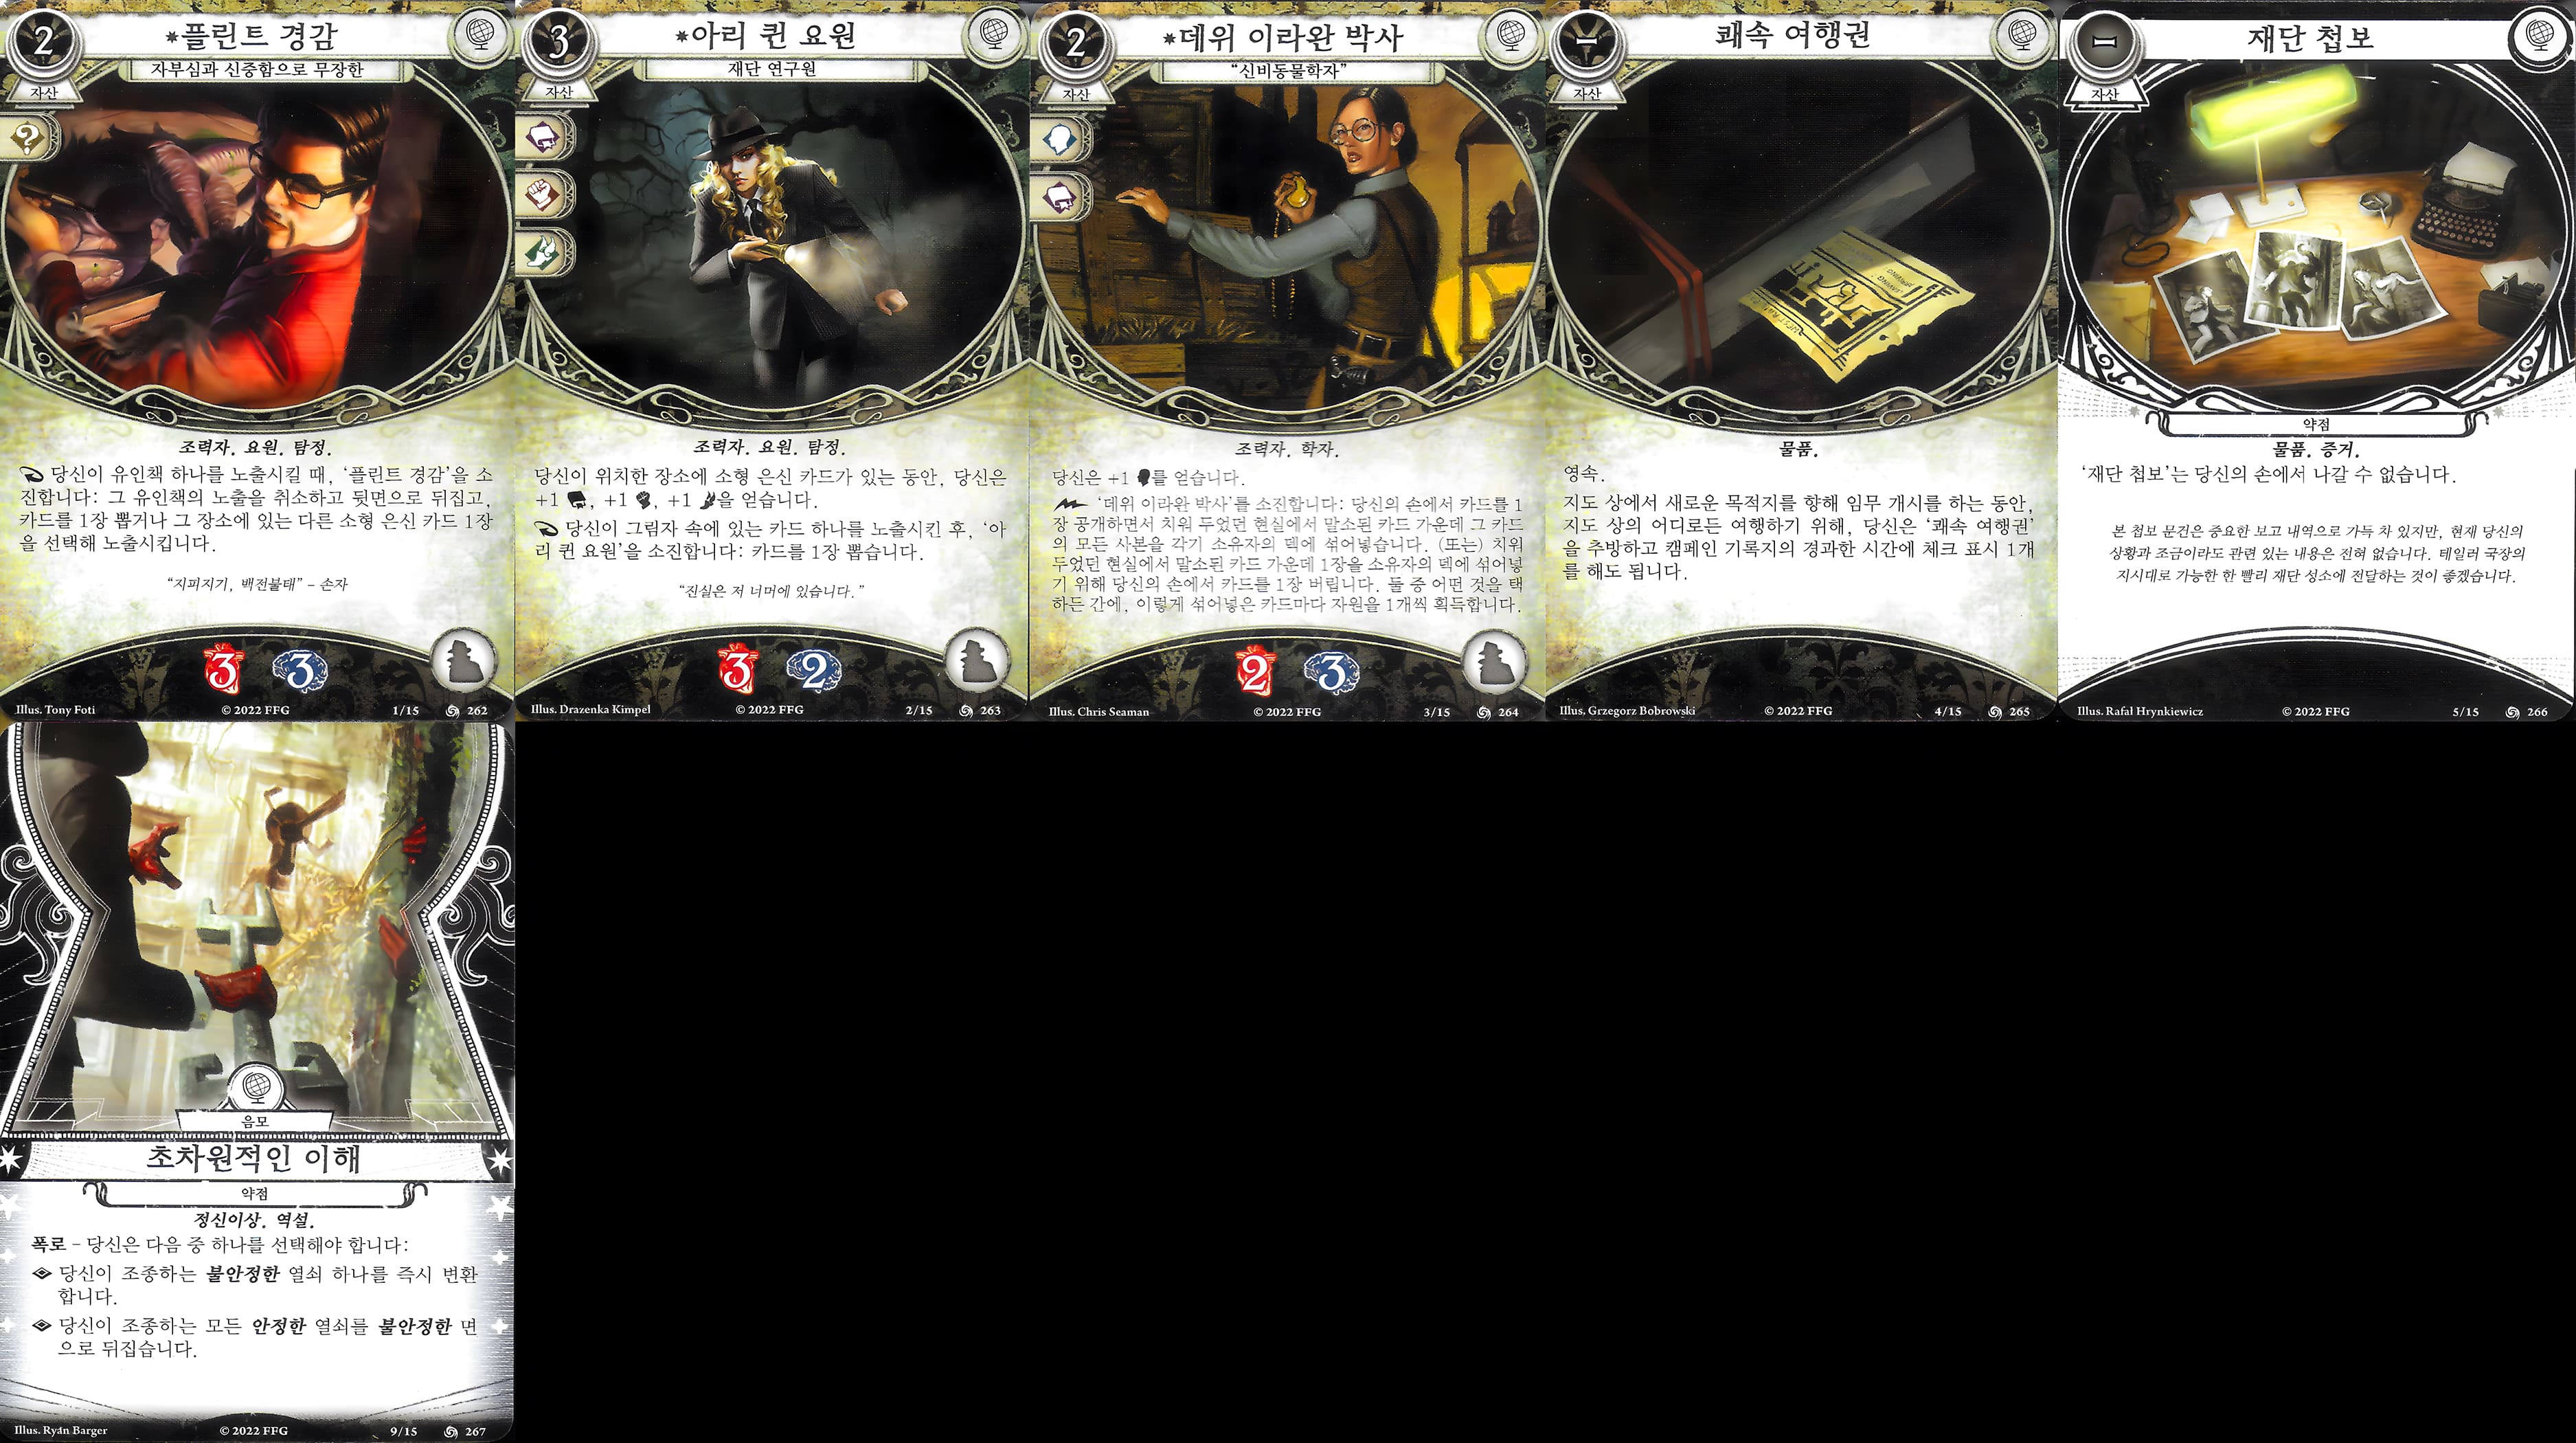 2
*플린트 경감
자부심과 신중함으로 무장한
자산
?
조력자. 요원. 탐정.
당신이 유인책 하나를 노출시킬 때, ‘플린트 경감’을 소
진합니다: 그 유인책의 노출을 취소하고 뒷면으로 뒤집고,
카드를 1장 뽑거나 그 장소에 있는 다른 소형 은신 카드 1장
을 선택해 노출시킵니다.
“지피지기, 백전불태” – 손자
3 3
Illus. Tony Foti © 2022 FFG 1/15 262
3
*아리 퀸 요원
재단 연구원
자산
조력자. 요원. 탐정.
당신이 위치한 장소에 소형 은신 카드가 있는 동안, 당신은
+1 , +1 , +1 을 얻습니다.
당신이 그림자 속에 있는 카드 하나를 노출시킨 후, ‘아
리 퀸 요원’을 소진합니다: 카드를 1장 뽑습니다.
“진실은 저 너머에 있습니다.”
3 2
Illus. Drazenka Kimpel © 2022 FFG 2/15 263
2
*데위 이라완 박사
“신비동물학자”
자산
조력자. 학자.
당신은 +1 를 얻습니다.
‘데위 이라완 박사’를 소진합니다: 당신의 손에서 카드를 1
장 공개하면서 치워 두었던 현실에서 말소된 카드 가운데 그 카드
의 모든 사본을 각기 소유자의 덱에 섞어넣습니다. (또는) 치워
두었던 현실에서 말소된 카드 가운데 1장을 소유자의 덱에 섞어넣
기 위해 당신의 손에서 카드를 1장 버립니다. 둘 중 어떤 것을 택
하든 간에, 이렇게 섞어넣은 카드마다 자원을 1개씩 획득합니다.
2 3
Illus. Chris Seaman © 2022 FFG 3/15 264
–
쾌속 여행권
자산
물품.
영속.
지도 상에서 새로운 목적지를 향해 임무 개시를 하는 동안,
지도 상의 어디로든 여행하기 위해, 당신은 ‘쾌속 여행권’
을 추방하고 캠페인 기록지의 경과한 시간에 체크 표시 1개
를 해도 됩니다.
Illus. Grzegorz Bobrowski © 2022 FFG 4/15 265
–
재단 첩보
자산
약점
물품. 증거.
‘재단 첩보’는 당신의 손에서 나갈 수 없습니다.
본 첩보 문건은 중요한 보고 내역으로 가득 차 있지만, 현재 당신의
상황과 조금이라도 관련 있는 내용은 전혀 없습니다. 테일러 국장의
지시대로 가능한 한 빨리 재단 성소에 전달하는 것이 좋겠습니다.
Illus. Rafał Hrynkiewicz © 2022 FFG 5/15 266
음모
초차원적인 이해
약점
정신이상. 역설.
폭로 – 당신은 다음 중 하나를 선택해야 합니다:
당신이 조종하는 불안정한 열쇠 하나를 즉시 변환
합니다.
당신이 조종하는 모든 안정한 열쇠를 불안정한 면
으로 뒤집습니다.
Illus. Ryan Barger © 2022 FFG 9/15 267